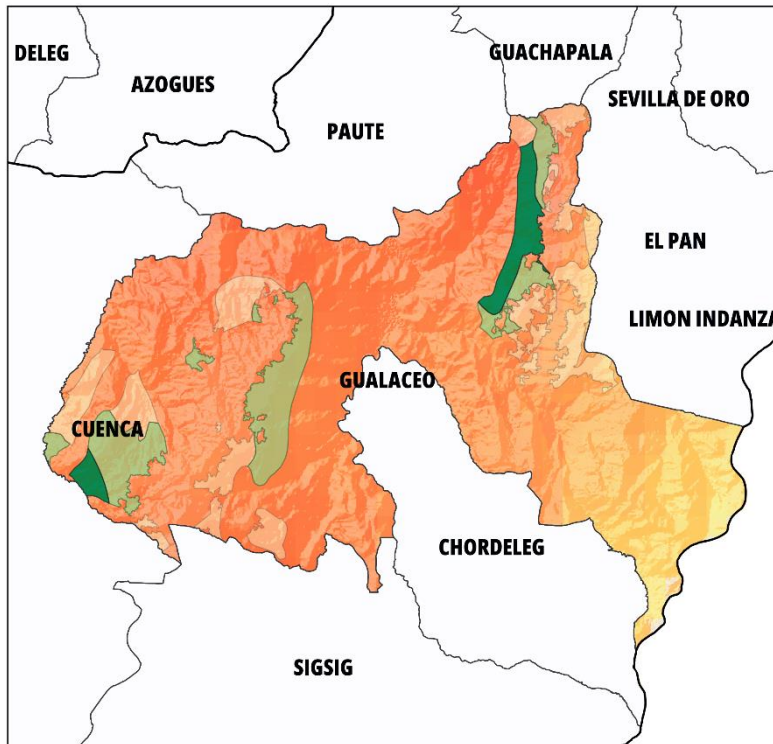 DELEG
AZOGUES
GUACHAPALA
SEVILLA DE ORO
PAUTE
EL PAN
LIMON INDANZA
GUALACEO
CUENCA
CHORDELEG
SIGSIG